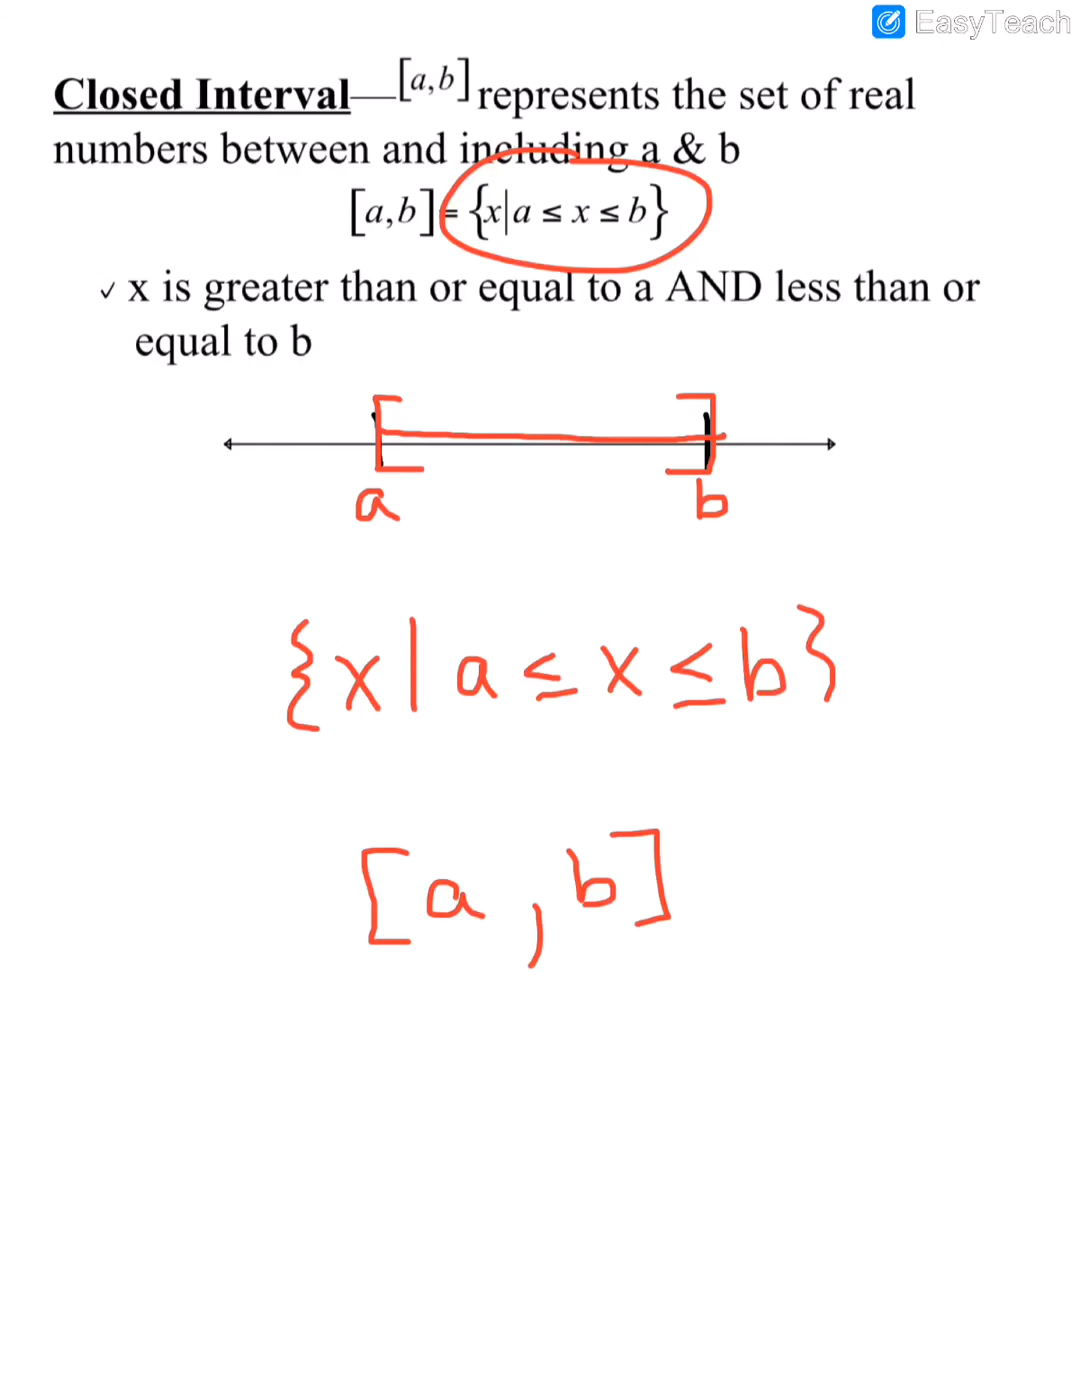 EasyTeach
Closed Interval—[a,b] represents the set of real
numbers between and including a & b
[a,b] = {x|a ≤ x ≤ b}
✓ x is greater than or equal to a AND less than or
equal to b
a b
{x | a ≤ x ≤ b}
[a, b]